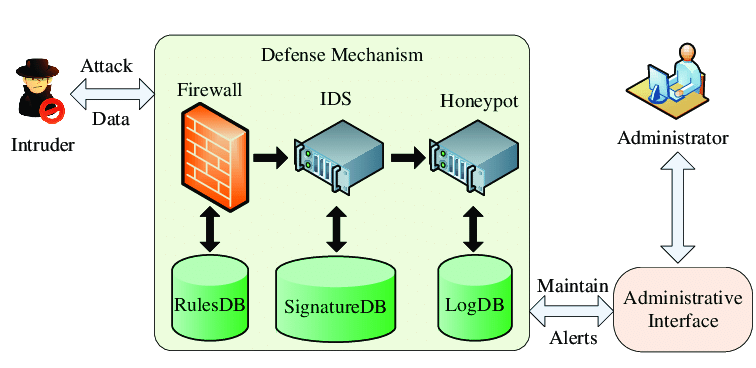 Defense Mechanism
Attack
Data
Intruder
Firewall
IDS
Honeypot
RulesDB
SignatureDB
LogDB
Administrator
Maintain
Alerts
Administrative
Interface